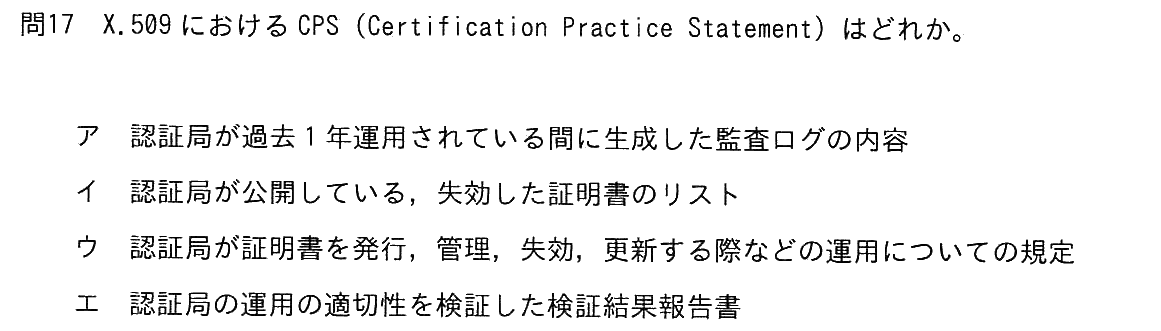 問17 X.509 における CPS（Certification Practice Statement）はどれか。
ア 認証局が過去１年運用されている間に生成した監査ログの内容
イ 認証局が公開している，失効した証明書のリスト
ウ 認証局が証明書を発行，管理，失効，更新する際などの運用についての規定
エ 認証局の運用の適切性を検証した検証結果報告書